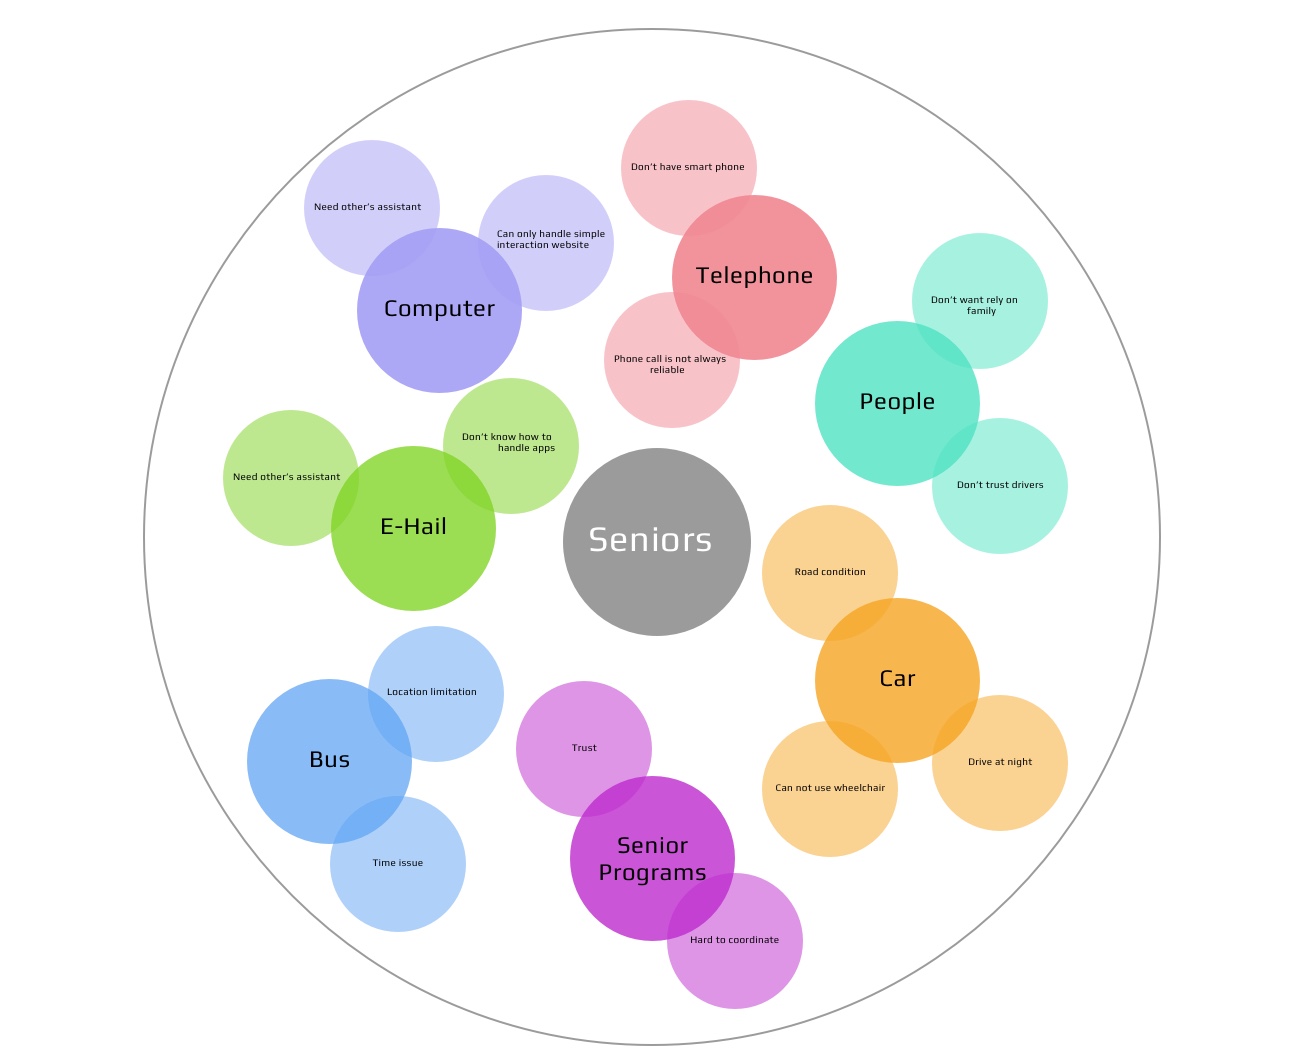 Don't have smart phone
Need other's assistant
Can only handle simple
interaction website
Telephone
Computer
Don't want rely on
family
Phone call is not always
reliable
People
Don't know how to
handle apps
Need other's assistant
E-Hail
Don't trust drivers
Seniors
Road condition
Car
Location limitation
Bus
Trust
Drive at night
Can not use wheelchair
Senior
Programs
Time issue
Hard to coordinate